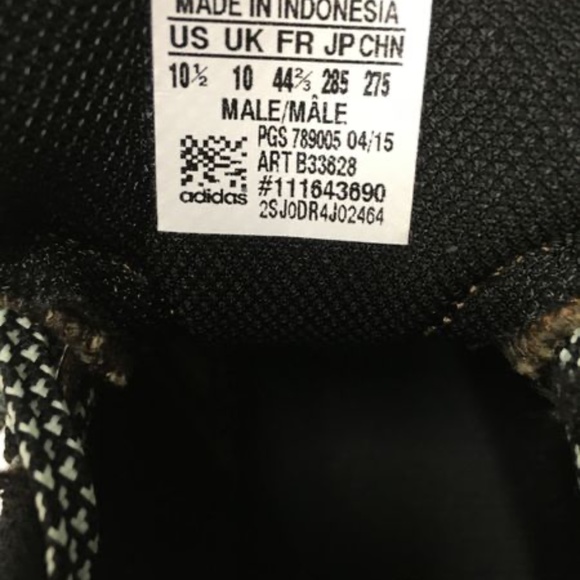 MADE IN INDONESIA
US UK FR JP CHN
10½ 10 44⅔ 285 275
MALE/MÂLE
PGS 789005 04/15
ART B33628
#111643690
adidas
2SJ0DR4J02464